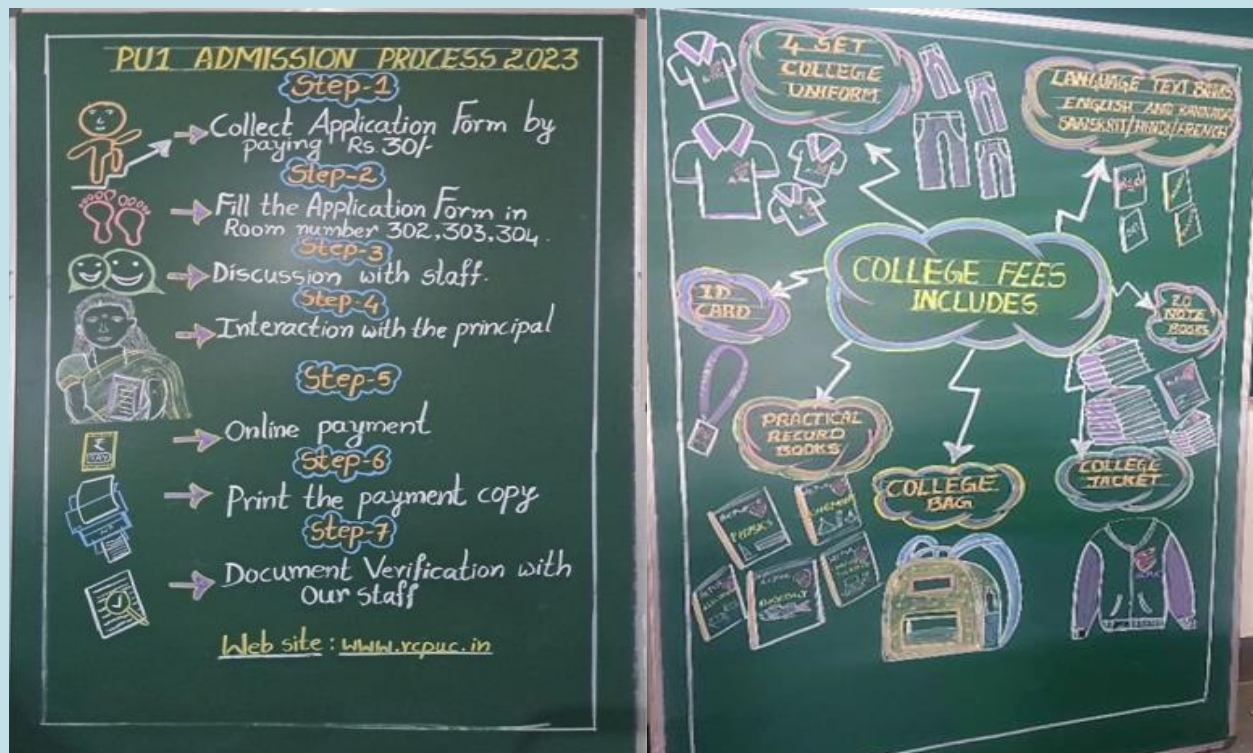 PU1 ADMISSION PROCESS 2023
Step-1
Collect Application Form by
paying Rs 30/-
Step-2
Fill the Application Form in
Room number 302,303,304.
Step-3
Discussion with staff.
Step-4
Interaction with the principal
Step-5
Online payment
PAY
Step-6
Print the payment copy
Step-7
Document Verification with
Our staff
Web site : www.rcpuc.in
4 SET
COLLEGE
UNIFORM
LANGUAGE TEXT BOOKS
ENGLISH AND KANNADA
SANSKRIT/HINDI/FRENCH
COLLEGE FEES
INCLUDES
ID
CARD
20
NOTE
BOOKS
PRACTICAL
RECORD
BOOKS
COLLEGE
BAG
COLLEGE
JACKET
PHYSICS